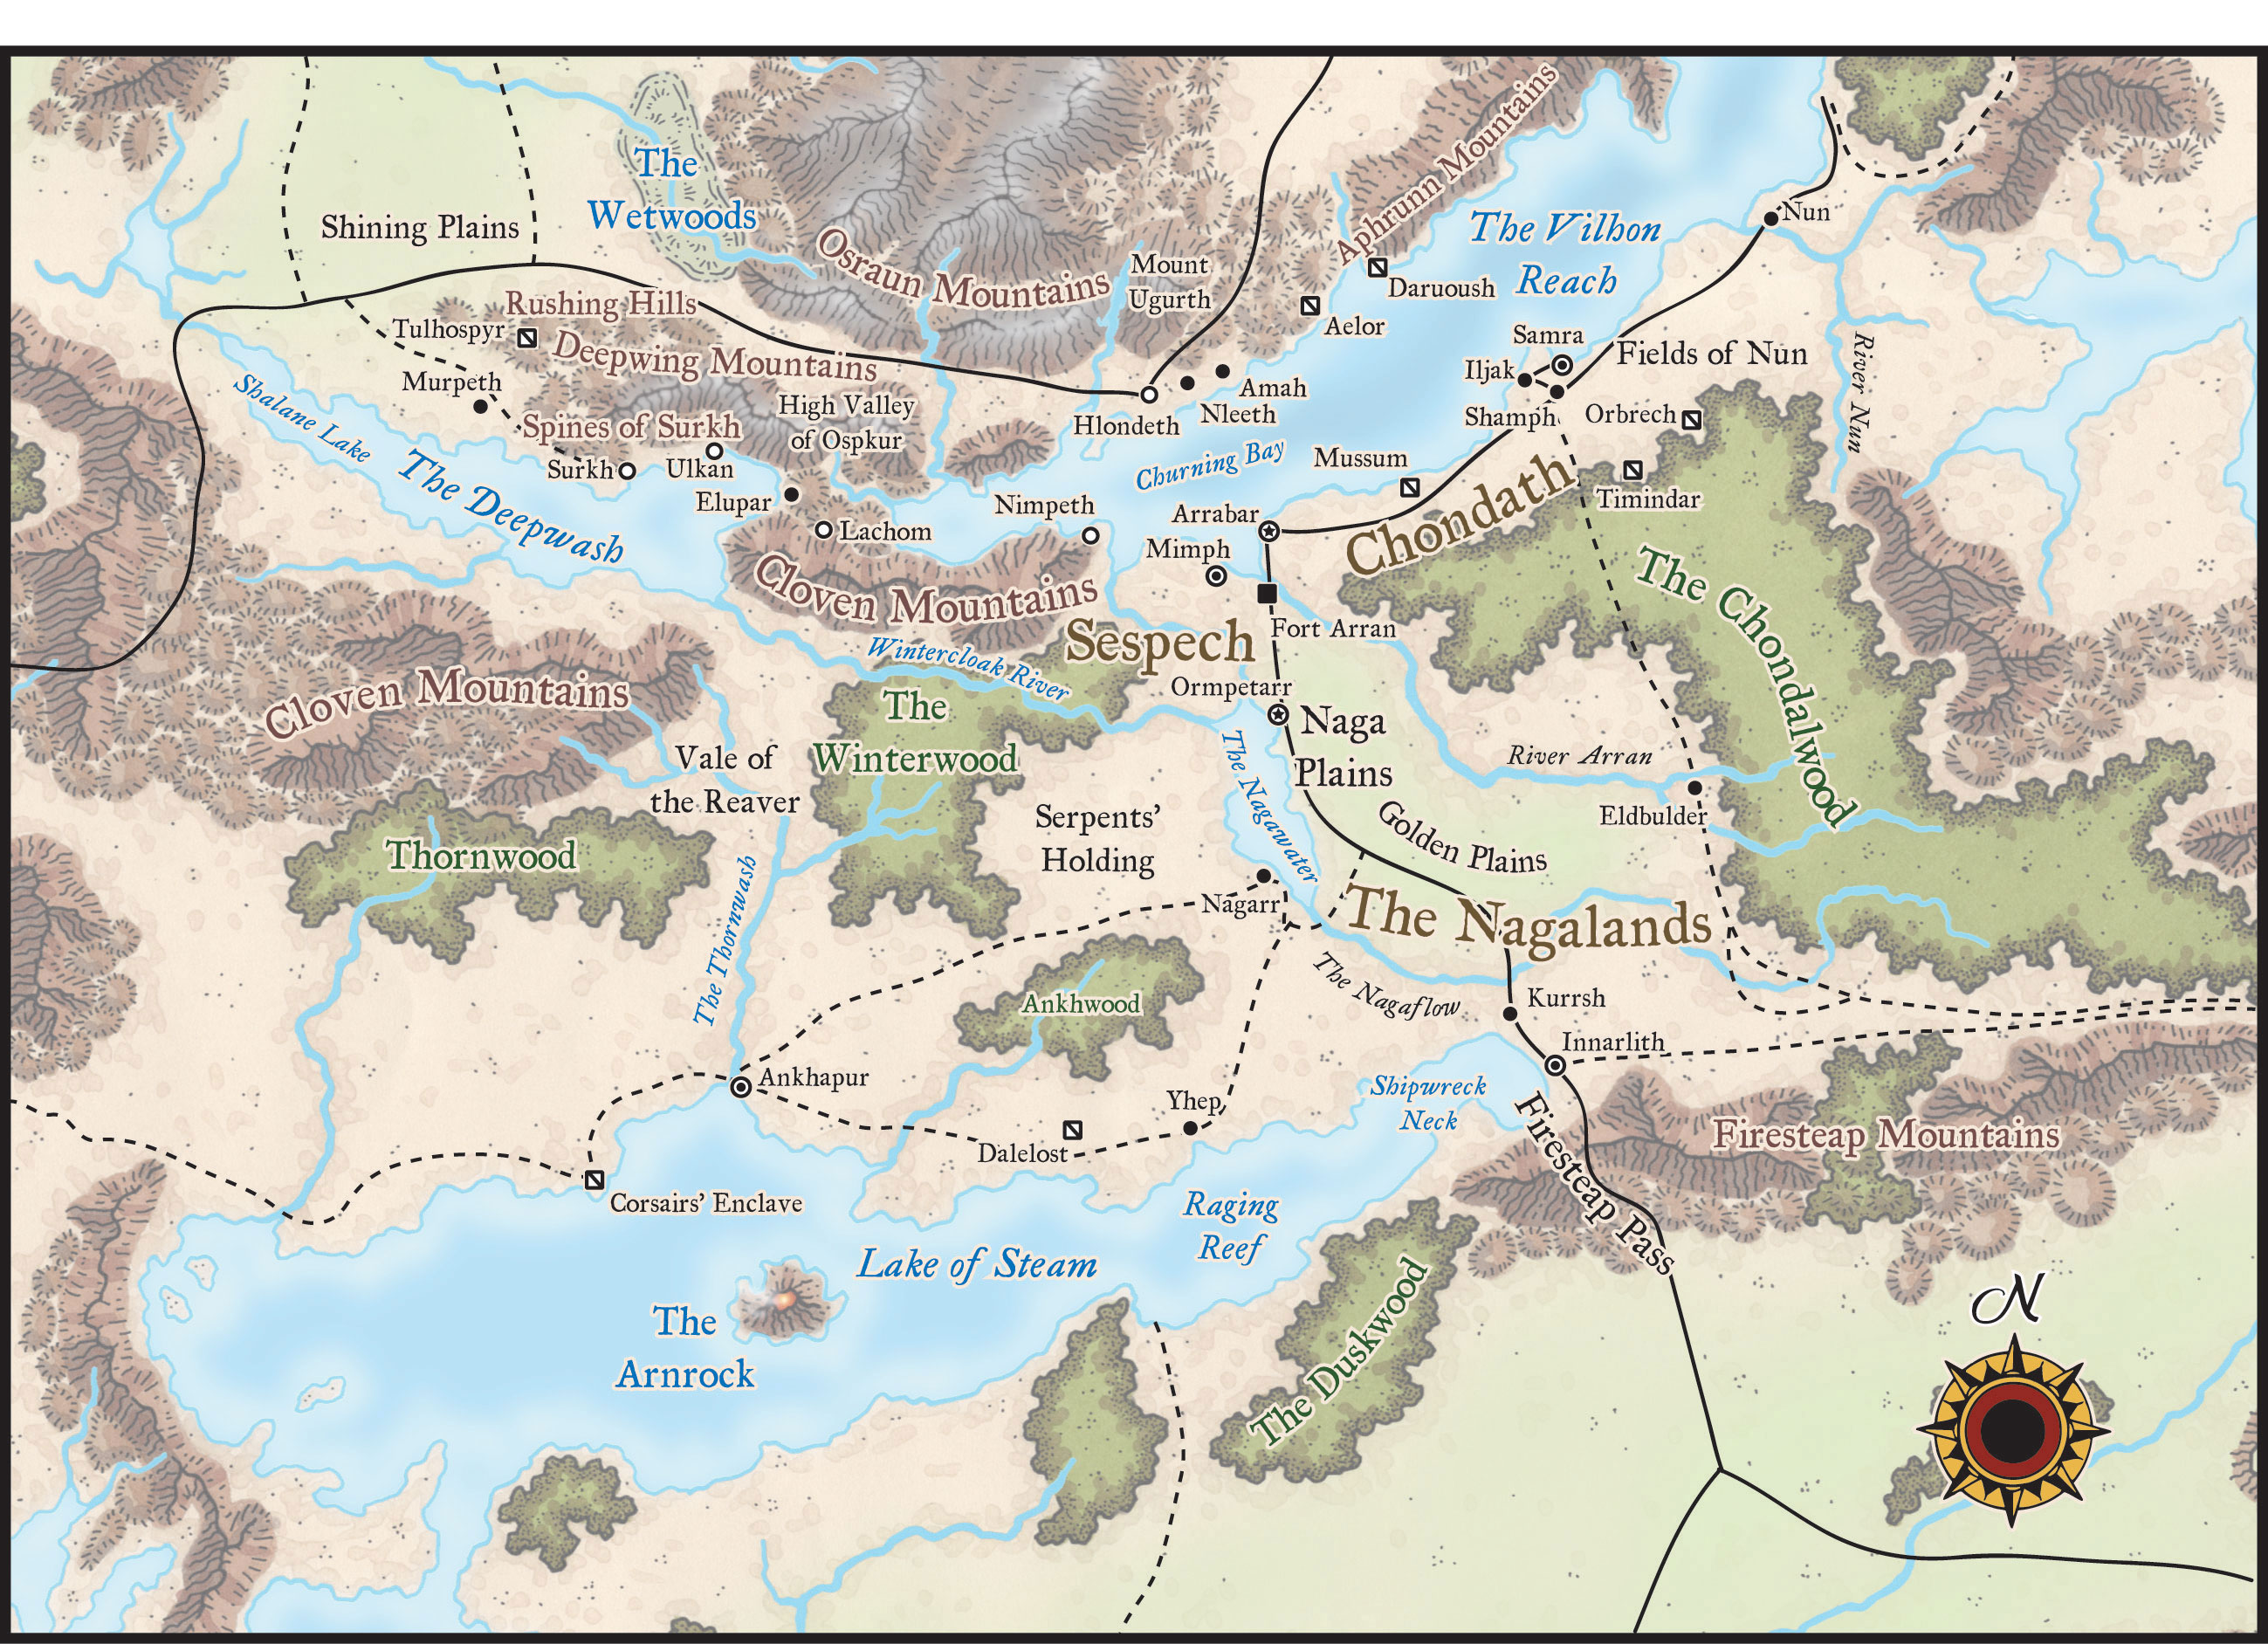 The
Wetwoods
Shining Plains
Osraun Mountains
Mount
Ugurth
Aphrunn Mountains
The Vilhon
Reach
Nun
Daruoush
Aelor
Rushing Hills
Tulhospyr
Deepwing Mountains
Murpeth
High Valley
of Ospkur
Spines of Surkh
Surkh
Ulkan
Elupar
Lachom
Shalane Lake
The Deepwash
Hlondeth
Nleeth
Amah
Samra
Iljak
Shamph
Fields of Nun
Orbrech
River Nun
Churning Bay
Mussum
Timindar
Nimpeth
Arrabar
Mimph
Chondath
Cloven Mountains
Fort Arran
Sespech
The Chondalwood
Wintercloak River
Cloven Mountains
Ormpetarr
Naga
Plains
The
Winterwood
Vale of
the Reaver
River Arran
Eldbulder
The Nagawater
Golden Plains
Serpents'
Holding
Thornwood
Nagarr
The Nagalands
The Thornwash
Ankhwood
The Nagaflow
Kurrsh
Innarlith
Ankhapur
Shipwreck
Neck
Yhep
Dalelost
Firesteap Mountains
Firesteap Pass
Corsairs' Enclave
Raging
Reef
Lake of Steam
The
Arnrock
The Duskwood
N